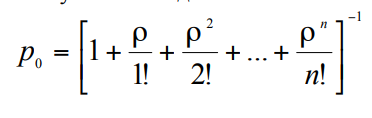 p₀ = [1 + ρ/1! + ρ²/2! + ... + ρⁿ/n!]⁻¹